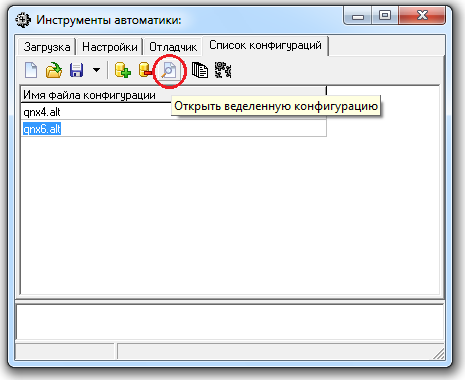 Инструменты автоматики:
Загрузка Настройки Отладчик Список конфигураций
Имя файла конфигурации
Открыть веделенную конфигурацию
qnx4.alt
qnx6.alt